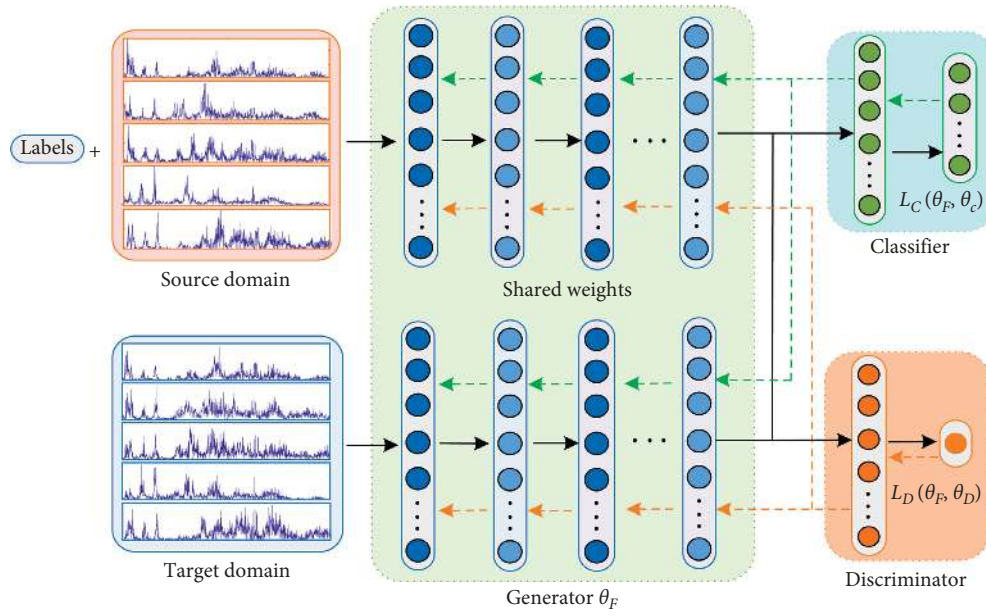 Labels
+
Source domain
Shared weights
L_C (θ_F, θ_c)
Classifier
Target domain
Generator θ_F
L_D (θ_F, θ_D)
Discriminator